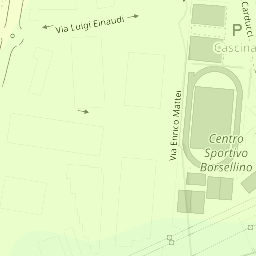 Via Luigi Einaudi
Carducci
P
Cascina
Via Enrico Mattei
Centro
Sportivo
Borsellino